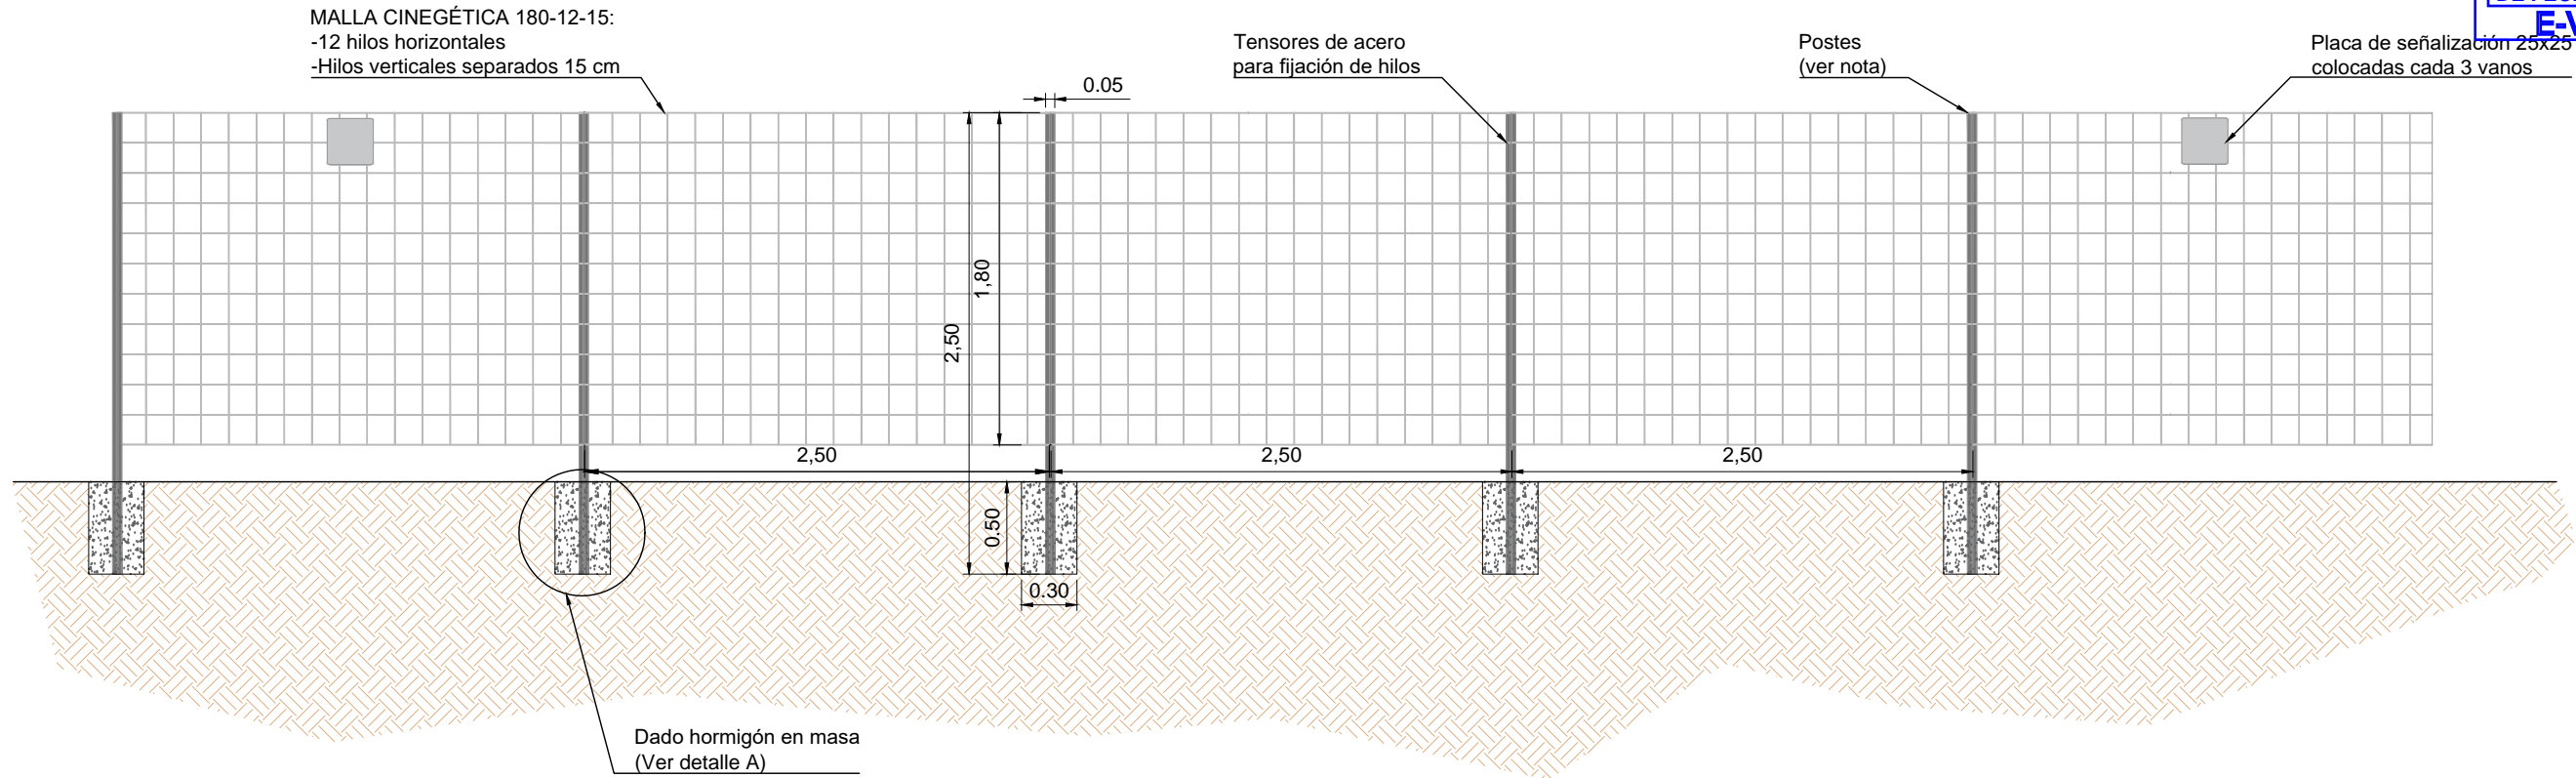 MALLA CINEGÉTICA 180-12-15:
-12 hilos horizontales
-Hilos verticales separados 15 cm
Tensores de acero
para fijación de hilos
Postes
(ver nota)
Placa de señalización 25x25
colocadas cada 3 vanos
0.05
1,80
2,50
2,50
2,50
2,50
0.50
0.30
Dado hormigón en masa
(Ver detalle A)